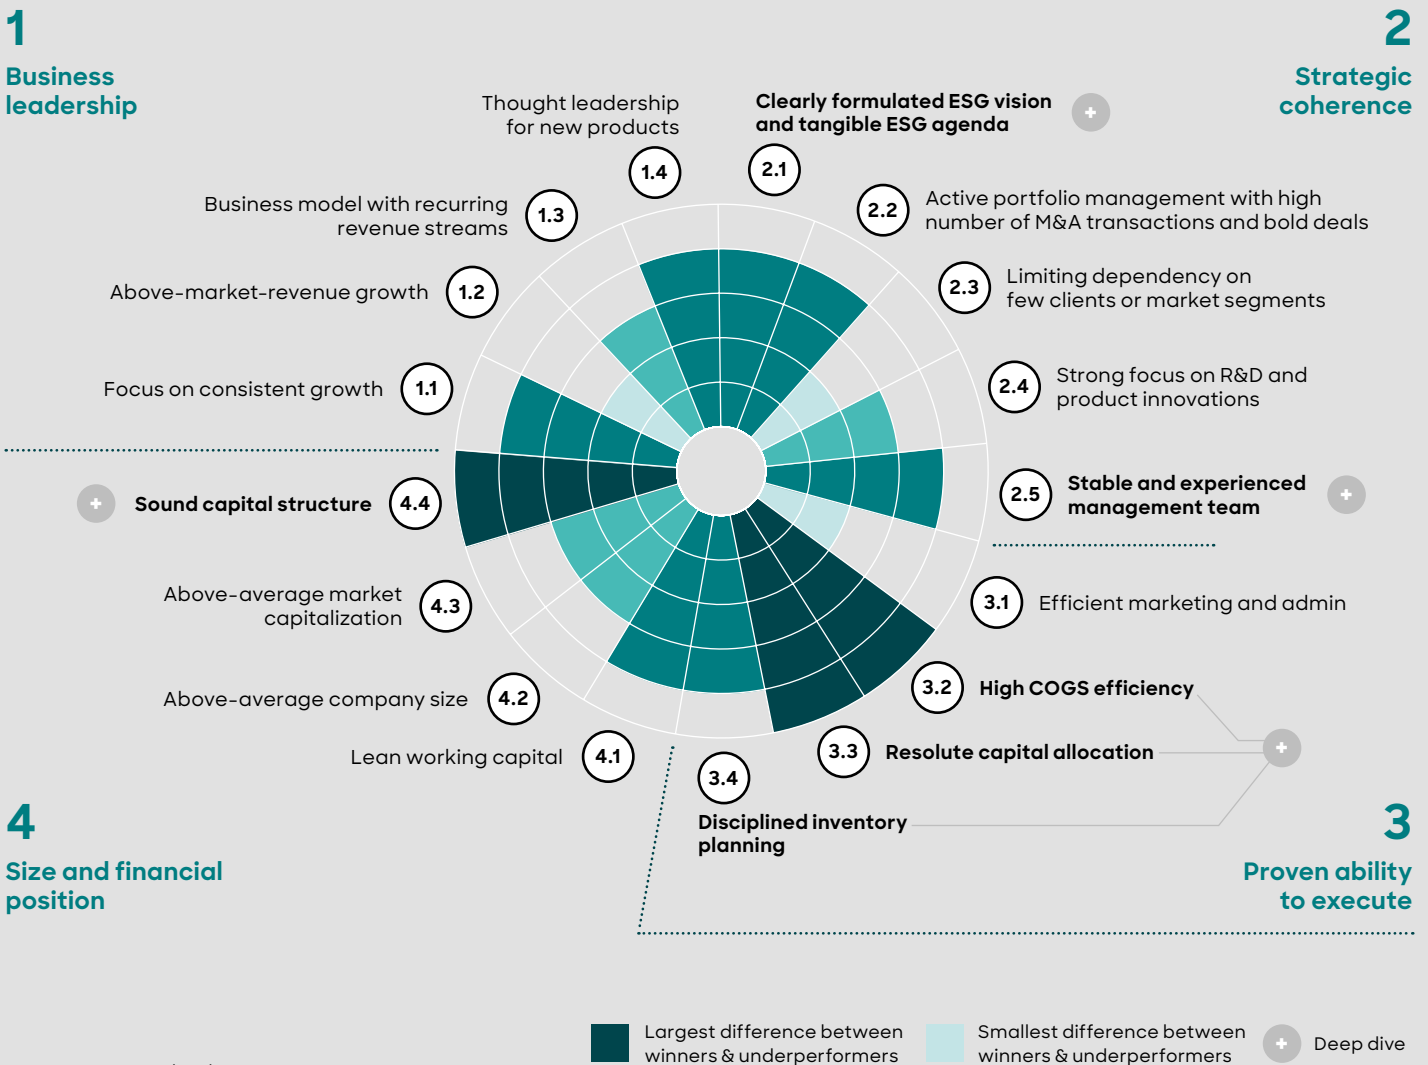 1
Business
leadership
2
Strategic
coherence
Thought leadership
for new products
1.4
Clearly formulated ESG vision
and tangible ESG agenda
2.1
Business model with recurring
revenue streams
1.3
2.2
Active portfolio management with high
number of M&A transactions and bold deals
Above-market-revenue growth
1.2
2.3
Limiting dependency on
few clients or market segments
Focus on consistent growth
1.1
2.4
Strong focus on R&D and
product innovations
Sound capital structure
4.4
2.5
Stable and experienced
management team
Above-average market
capitalization
4.3
3.1
Efficient marketing and admin
Above-average company size
4.2
3.2
High COGS efficiency
Lean working capital
4.1
3.3
Resolute capital allocation
3.4
Disciplined inventory
planning
4
Size and financial
position
3
Proven ability
to execute
Largest difference between
winners & underperformers
Smallest difference between
winners & underperformers
Deep dive